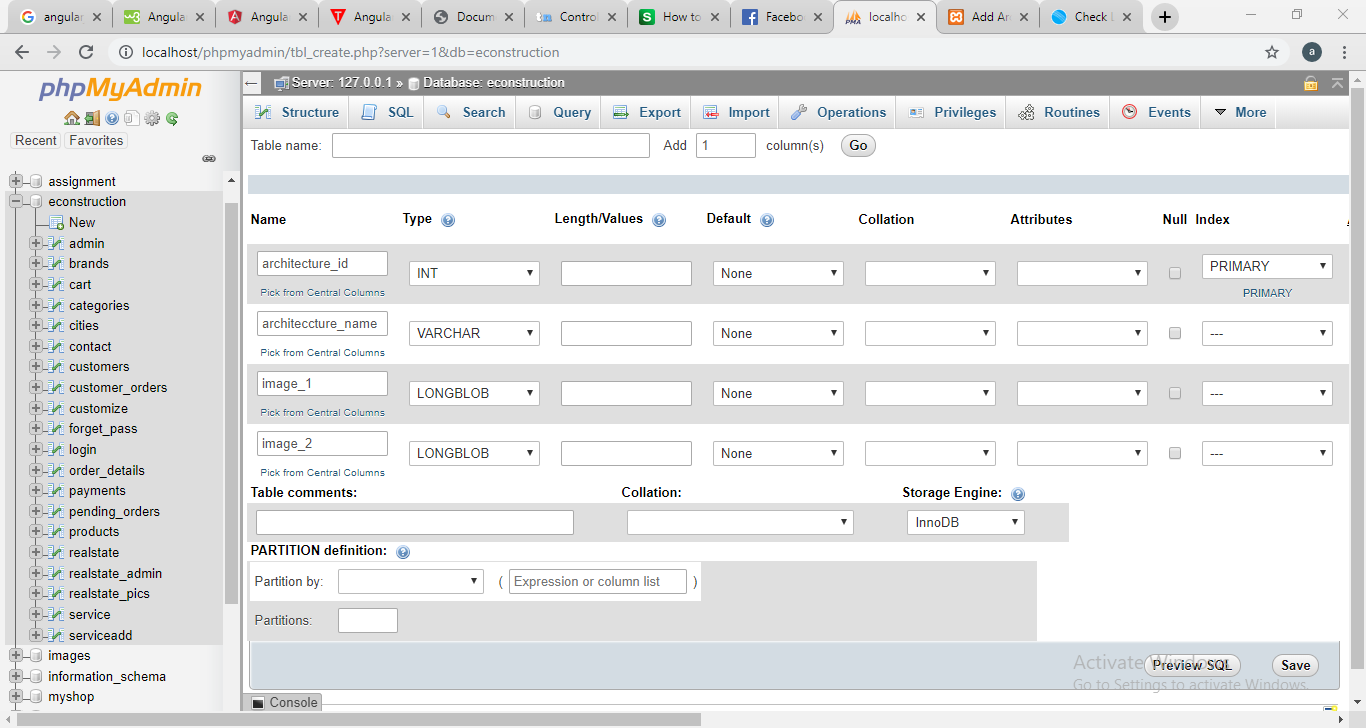 angular
Angula
Angula
Angula
Docum
Control
How to
Facebo
localho
Add Ar
Check
localhost/phpmyadmin/tbl_create.php?server=1&db=econstruction
a
phpMyAdmin
Recent Favorites
assignment
econstruction
New
admin
brands
cart
categories
cities
contact
customers
customer_orders
customize
forget_pass
login
order_details
payments
pending_orders
products
realstate
realstate_admin
realstate_pics
service
serviceadd
images
information_schema
myshop
Server: 127.0.0.1 » Database: econstruction
Structure SQL Search Query Export Import Operations Privileges Routines Events More
Table name: Add 1 column(s) Go
Name Type Length/Values Default Collation Attributes Null Index
architecture_id INT None PRIMARY
Pick from Central Columns PRIMARY
architeccture_name VARCHAR None ---
Pick from Central Columns
image_1 LONGBLOB None ---
Pick from Central Columns
image_2 LONGBLOB None ---
Pick from Central Columns
Table comments: Collation: Storage Engine:
InnoDB
PARTITION definition:
Partition by: ( Expression or column list )
Partitions:
Preview SQL Save
Activate Windows
Go to Settings to activate Windows.
Console